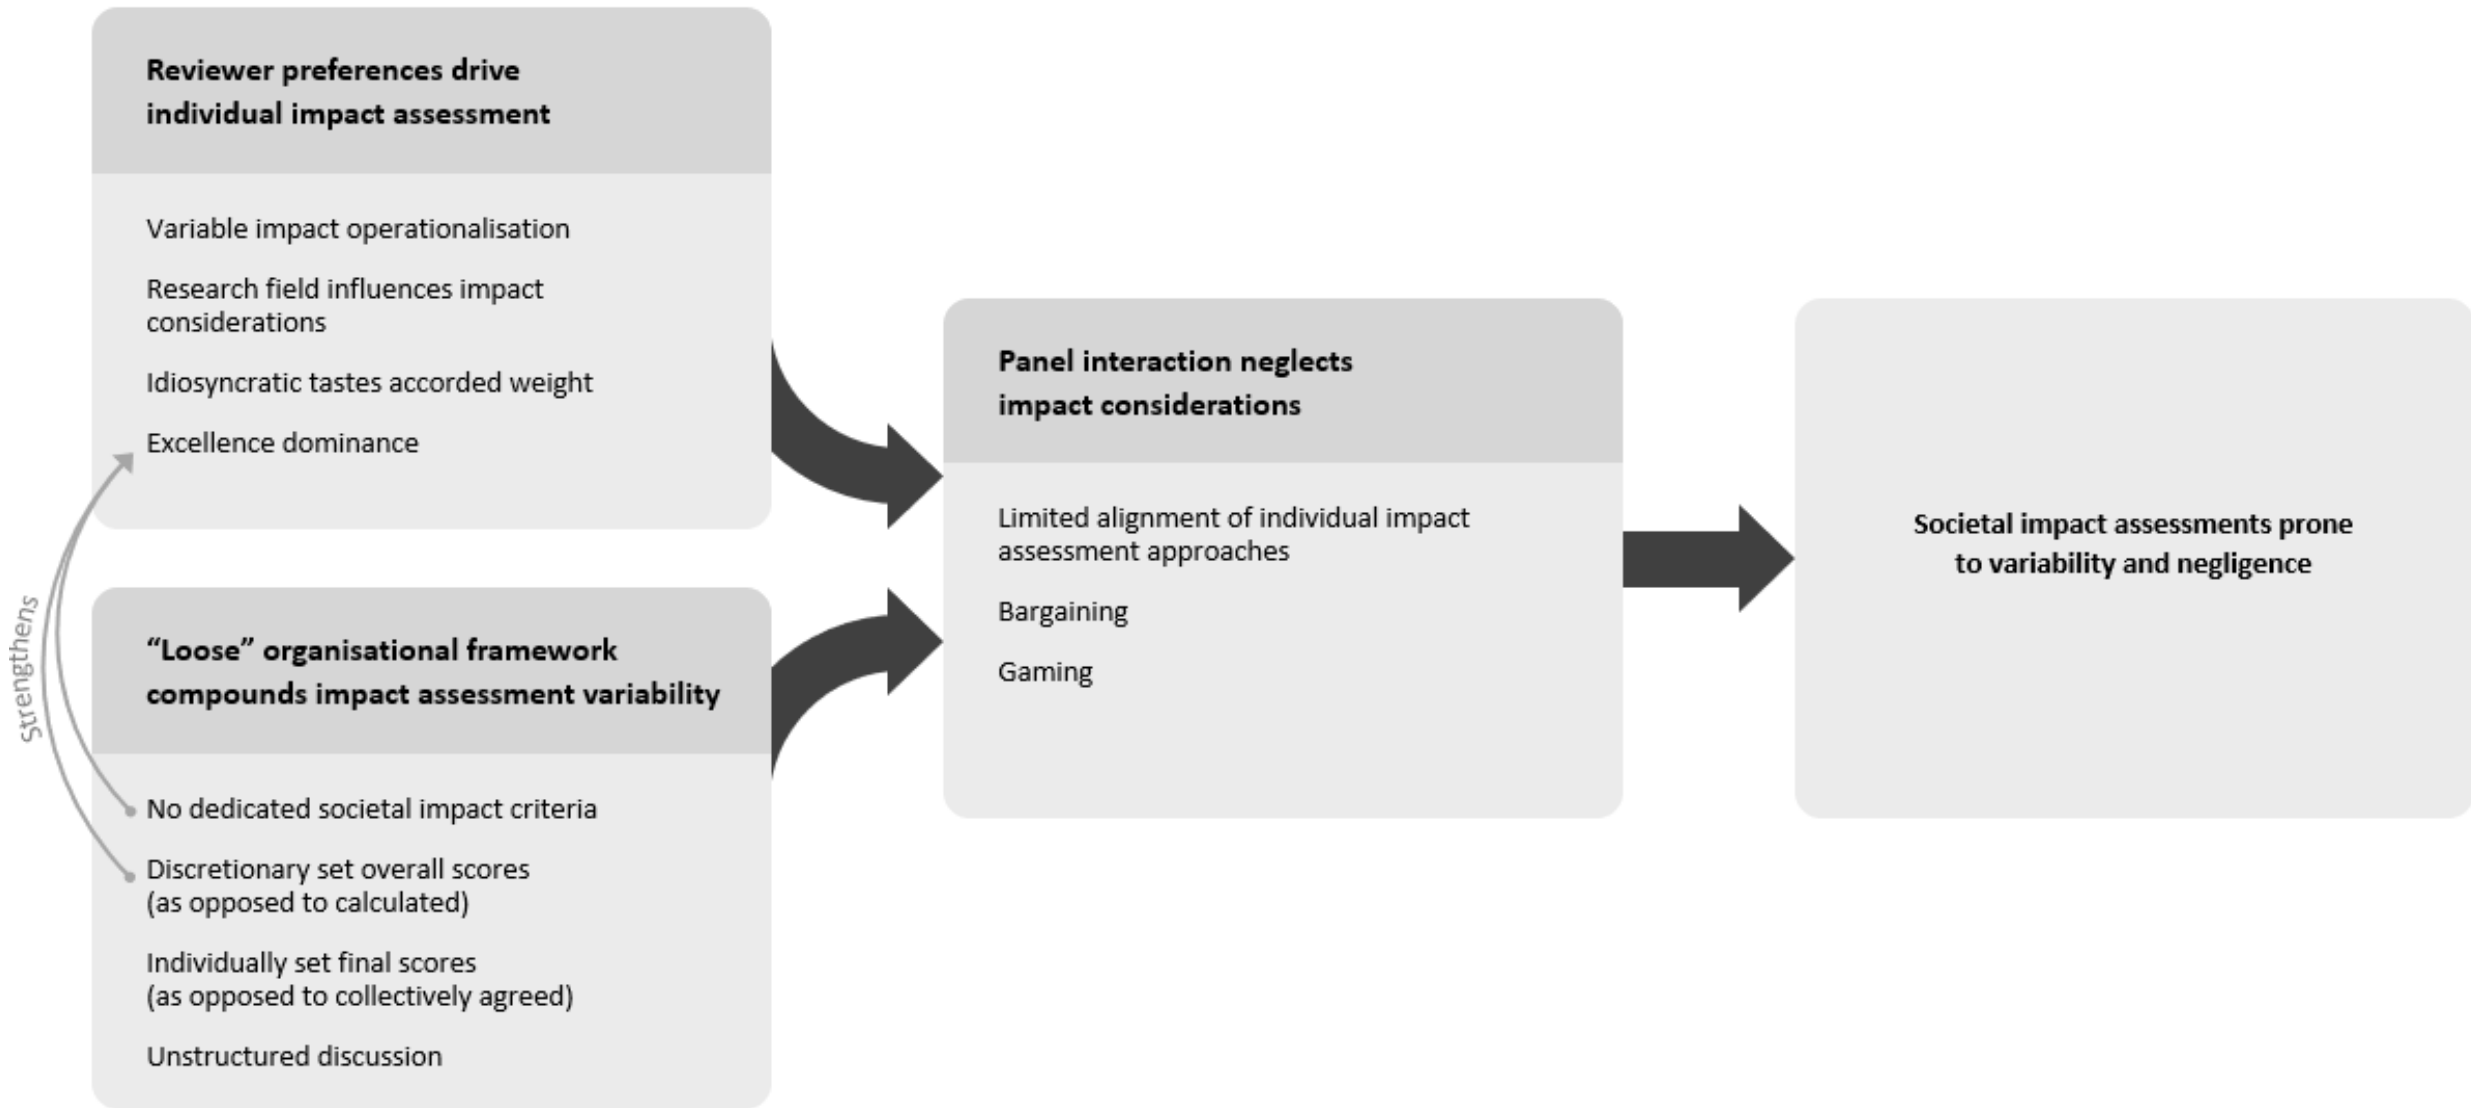 Reviewer preferences drive
individual impact assessment
Variable impact operationalisation
Research field influences impact
considerations
Idiosyncratic tastes accorded weight
Excellence dominance
Strengthens
“Loose” organisational framework
compounds impact assessment variability
No dedicated societal impact criteria
Discretionary set overall scores
(as opposed to calculated)
Individually set final scores
(as opposed to collectively agreed)
Unstructured discussion
Panel interaction neglects
impact considerations
Limited alignment of individual impact
assessment approaches
Bargaining
Gaming
Societal impact assessments prone
to variability and negligence